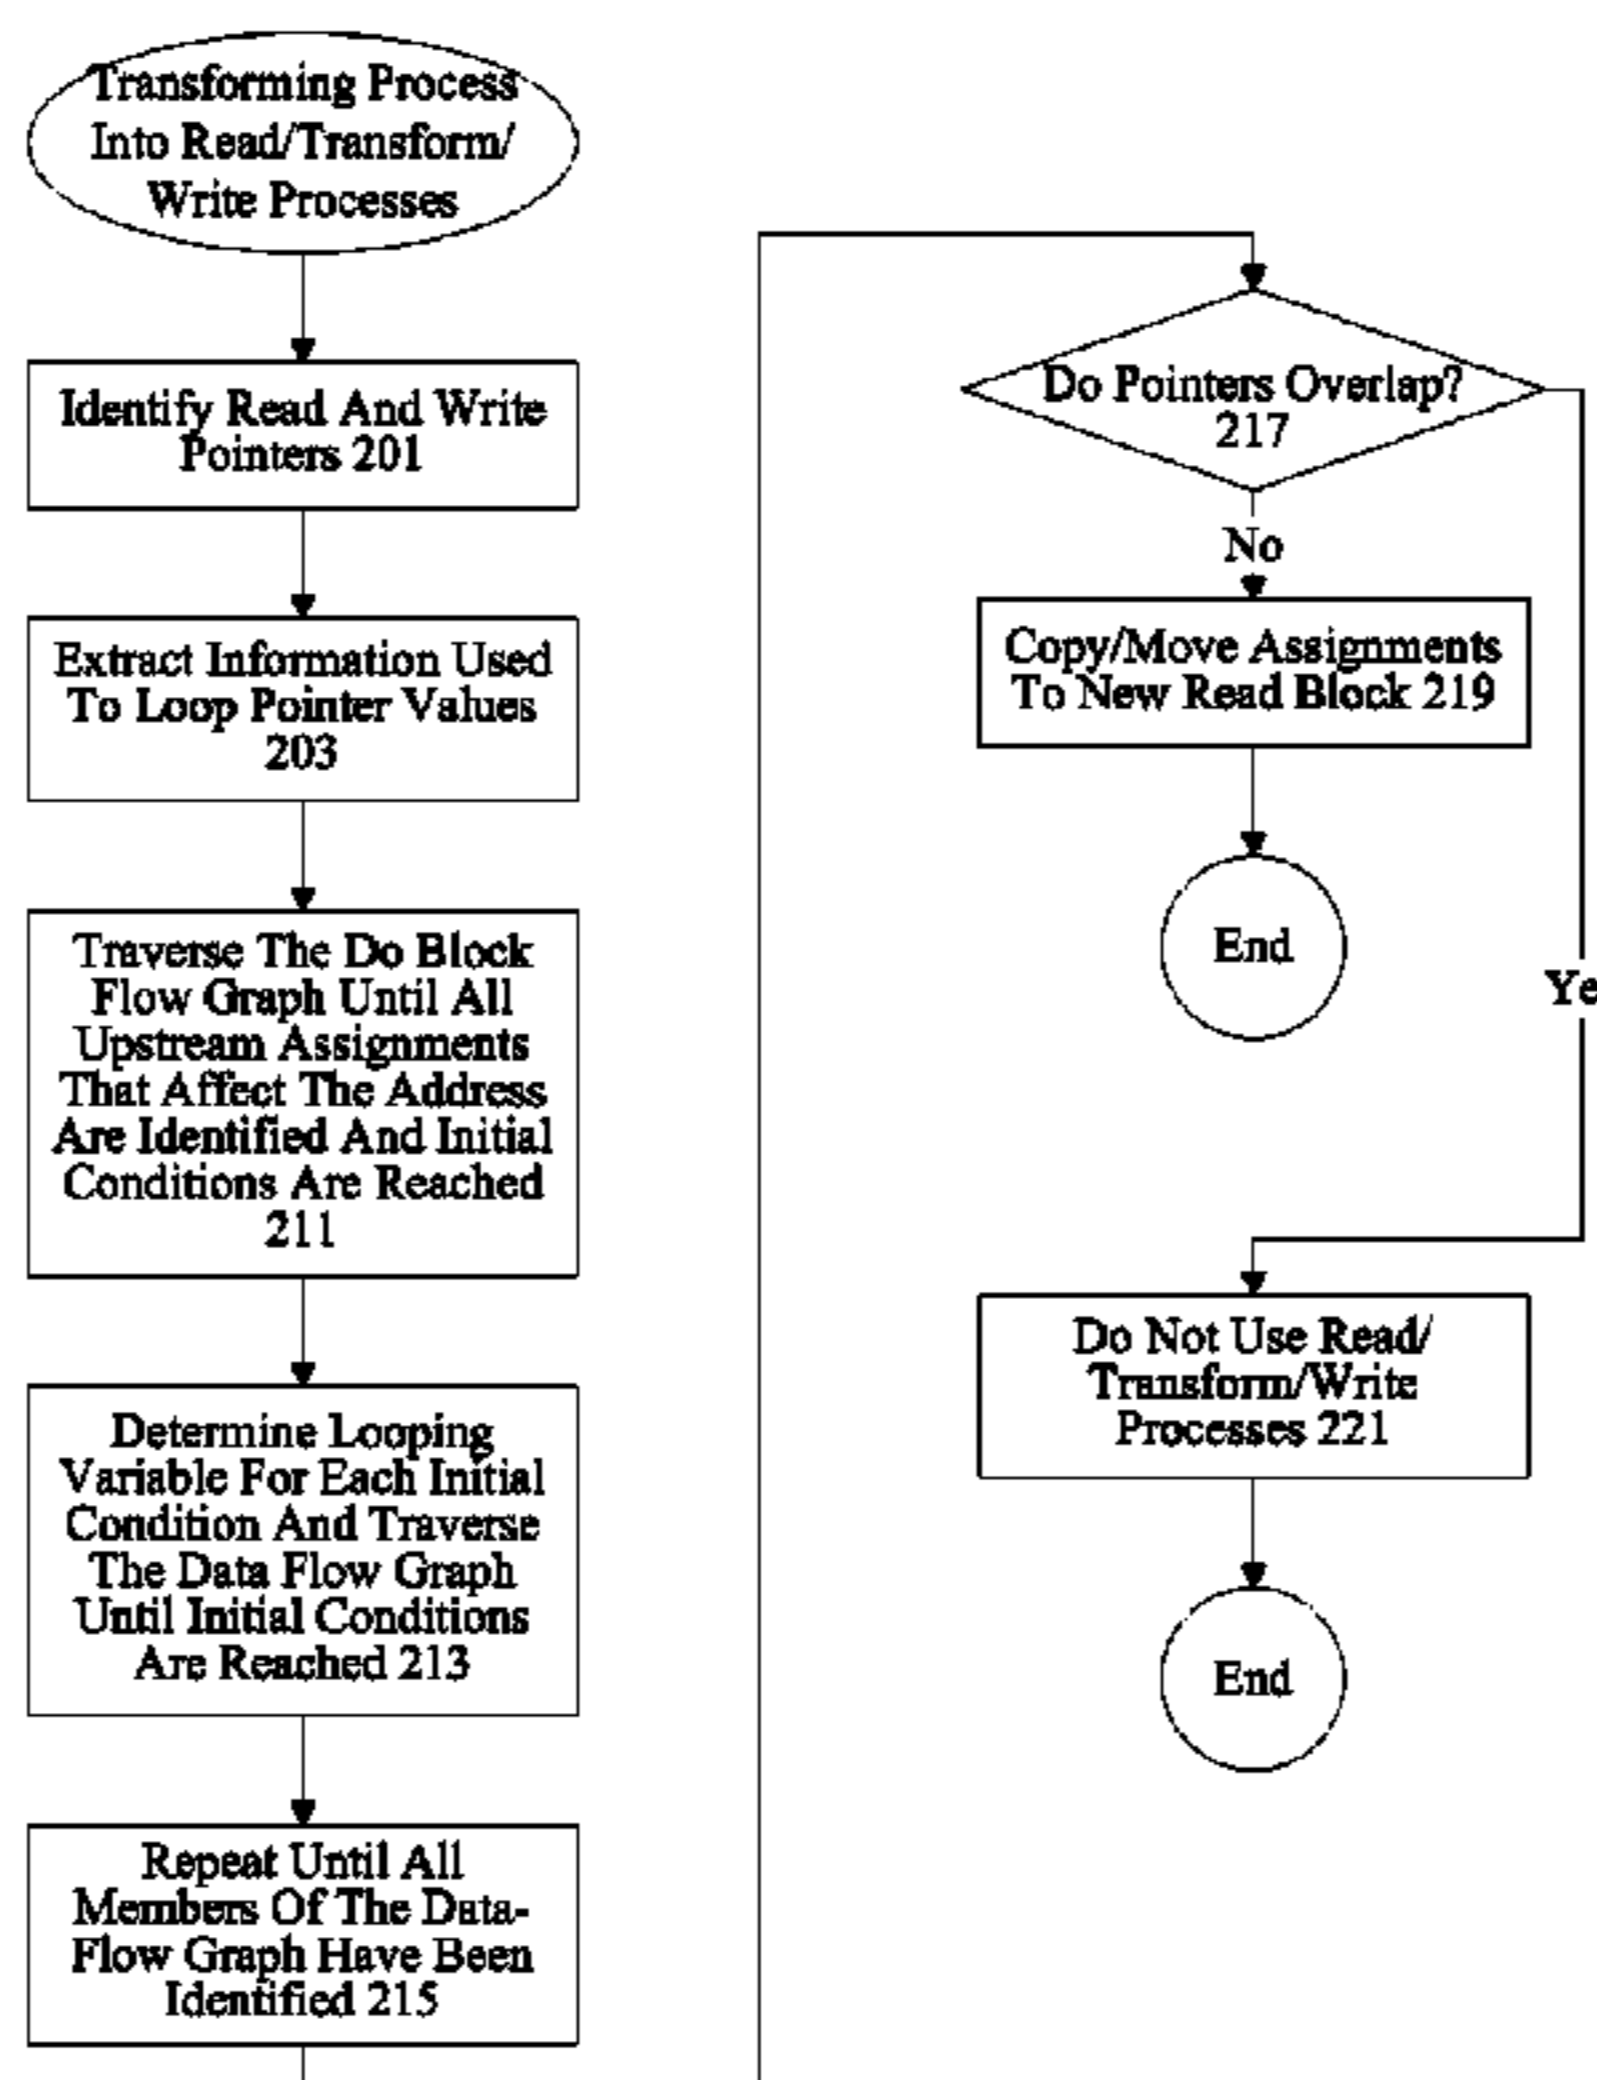 Transforming Process
Into Read/Transform/
Write Processes
Identify Read And Write
Pointers 201
Extract Information Used
To Loop Pointer Values
203
Traverse The Do Block
Flow Graph Until All
Upstream Assignments
That Affect The Address
Are Identified And Initial
Conditions Are Reached
211
Determine Looping
Variable For Each Initial
Condition And Traverse
The Data Flow Graph
Until Initial Conditions
Are Reached 213
Repeat Until All
Members Of The Data-
Flow Graph Have Been
Identified 215
Do Pointers Overlap?
217
No
Copy/Move Assignments
To New Read Block 219
End
Ye
Do Not Use Read/
Transform/Write
Processes 221
End